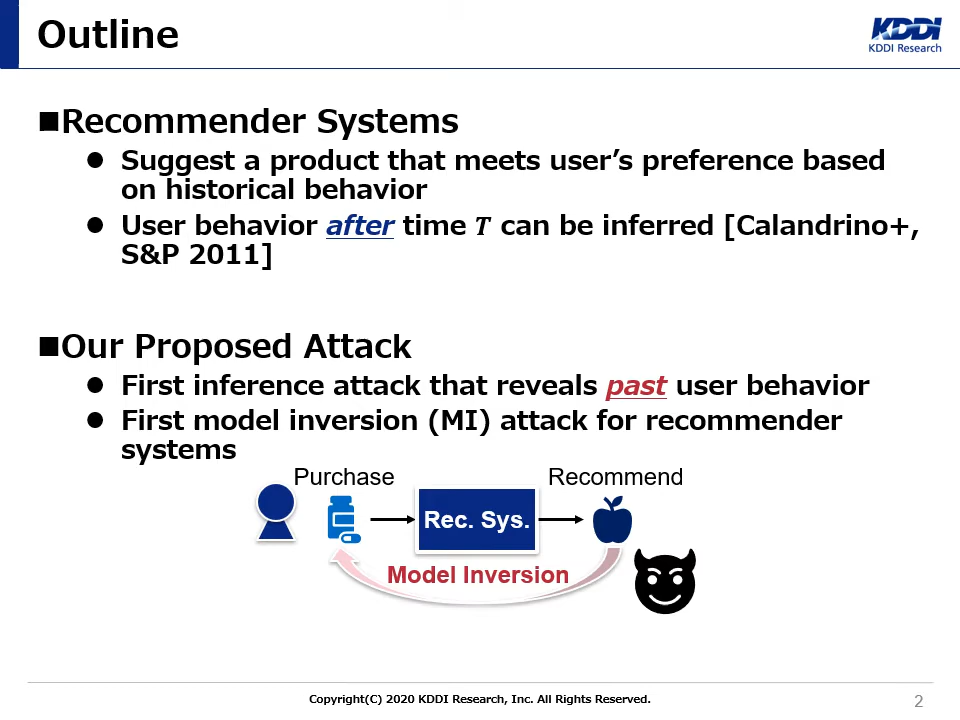 Outline
KDDI
KDDI Research
■Recommender Systems
● Suggest a product that meets user’s preference based
on historical behavior
● User behavior after time T can be inferred [Calandrino+,
S&P 2011]
■Our Proposed Attack
● First inference attack that reveals past user behavior
● First model inversion (MI) attack for recommender
systems
Purchase
Recommend
Rec. Sys.
Model Inversion
Copyright(C) 2020 KDDI Research, Inc. All Rights Reserved.
2